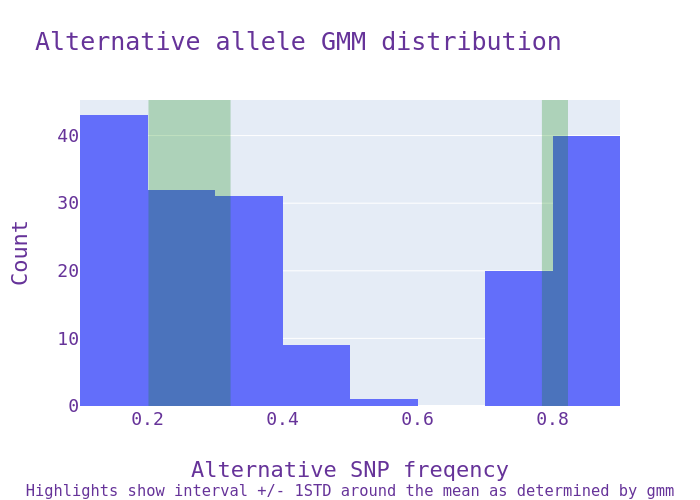 Alternative allele GMM distribution
Count
40
30
20
10
0
0.2 0.4 0.6 0.8
Alternative SNP freqency
Highlights show interval +/- 1STD around the mean as determined by gmm